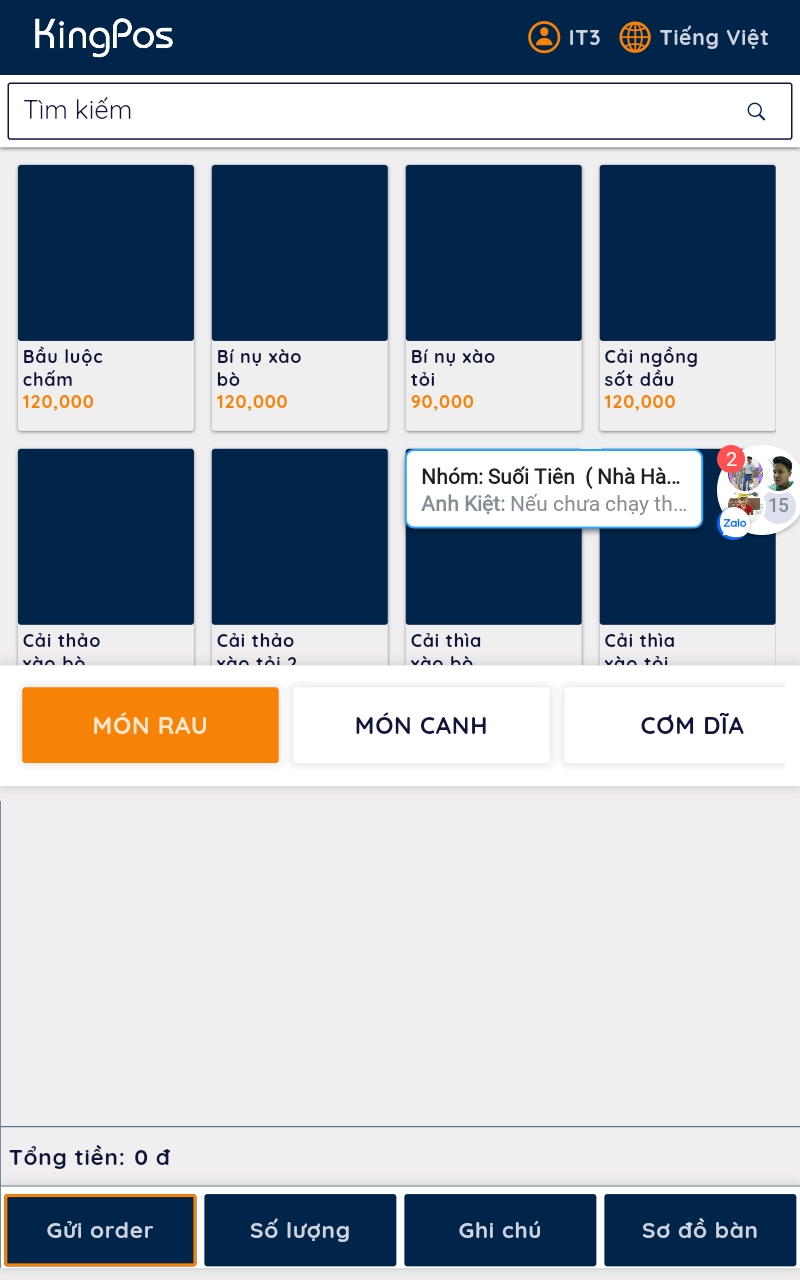 KingPos
IT3
Tiếng Việt
Tìm kiếm
Bầu luộc
chấm
120,000
Bí nụ xào
bò
120,000
Bí nụ xào
tỏi
90,000
Cải ngồng
sốt dầu
120,000
Nhóm: Suối Tiên ( Nhà Hà...
Anh Kiệt: Nếu chưa chạy th...
2
15
Zalo
Cải thảo
xào bò
Cải thảo
xào tỏi 2
Cải thìa
xào bò
Cải thìa
xào tỏi
MÓN RAU
MÓN CANH
CƠM DĨA
Tổng tiền: 0 đ
Gửi order
Số lượng
Ghi chú
Sơ đồ bàn